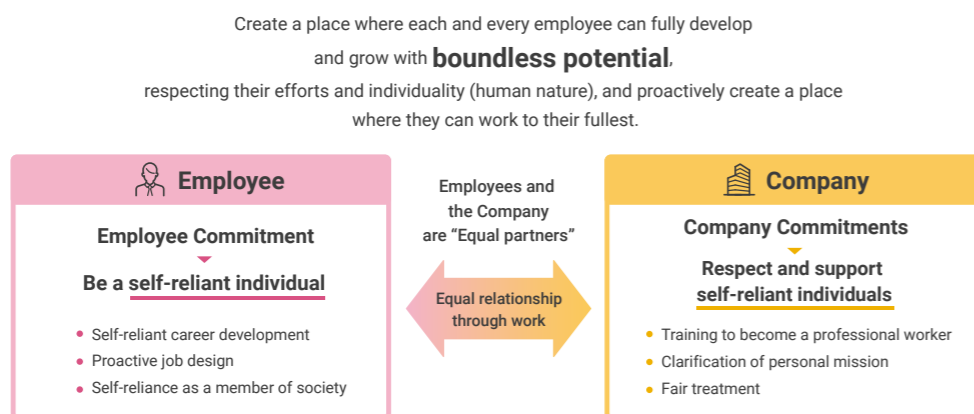 Create a place where each and every employee can fully develop
and grow with boundless potential,
respecting their efforts and individuality (human nature), and proactively create a place
where they can work to their fullest.
Employee
Employee Commitment
Be a self-reliant individual
• Self-reliant career development
• Proactive job design
• Self-reliance as a member of society
Employees and
the Company
are “Equal partners”
Equal relationship
through work
Company
Company Commitments
Respect and support
self-reliant individuals
• Training to become a professional worker
• Clarification of personal mission
• Fair treatment